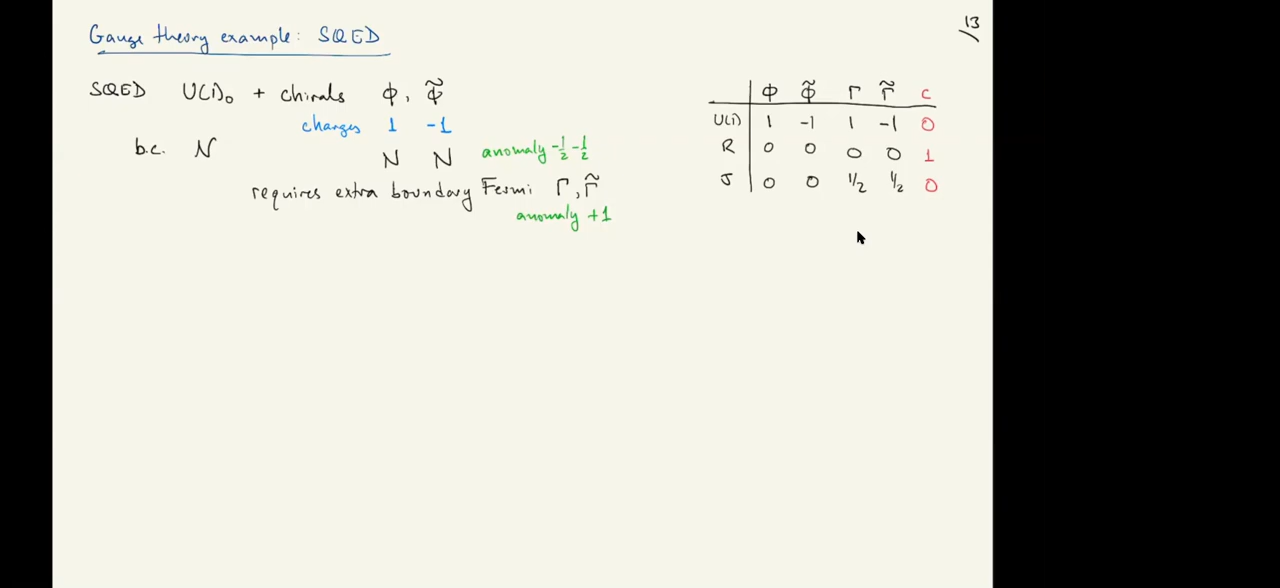 13
Gauge theory example: SQED
SQED U(1)₀ + chirals Φ, Φ̃
charges 1 -1
b.c. N
N N anomaly -½ -½
requires extra boundary Fermi Γ, Γ̃
anomaly +1
Φ Φ̃ Γ Γ̃ C
U(1) 1 -1 1 -1 0
R 0 0 0 0 1
J 0 0 1/2 1/2 0